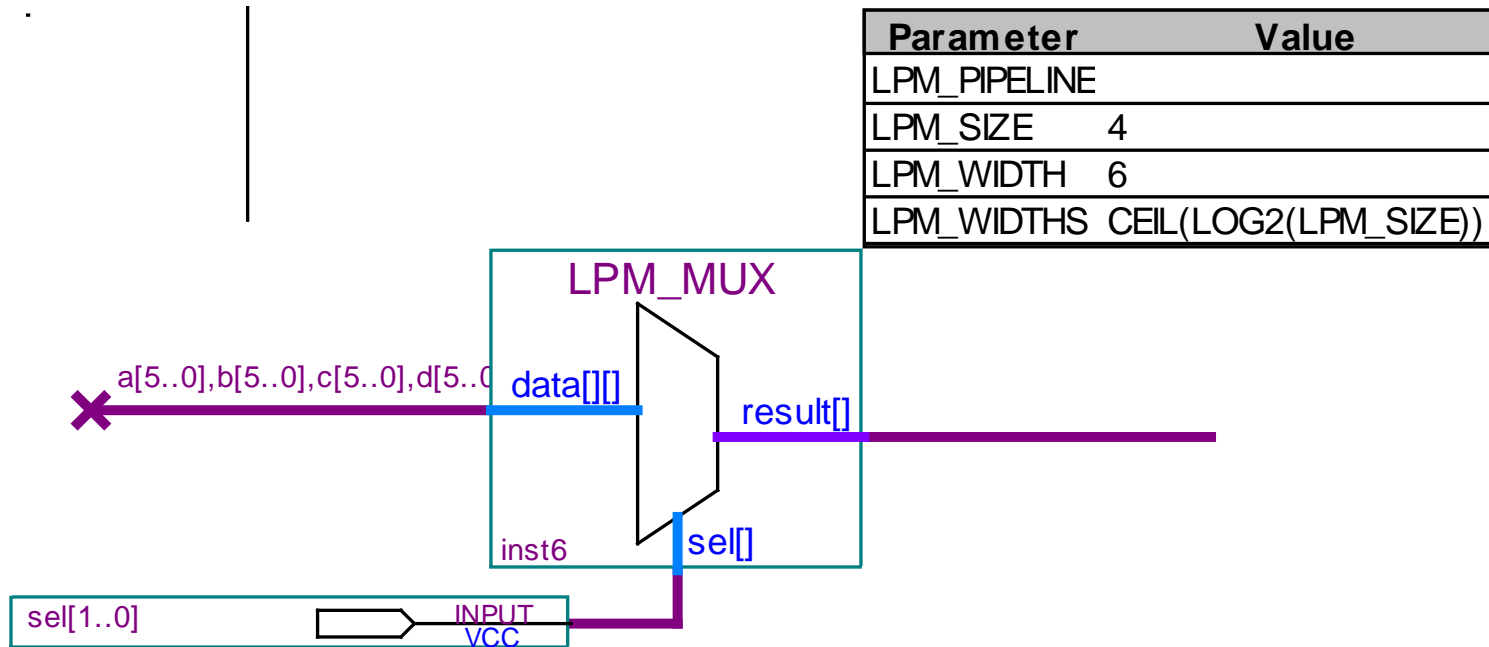 Parameter Value
LPM_PIPELINE
LPM_SIZE 4
LPM_WIDTH 6
LPM_WIDTHS CEIL(LOG2(LPM_SIZE))
LPM_MUX
a[5..0],b[5..0],c[5..0],d[5..0
data[][]
result[]
sel[]
inst6
sel[1..0]
INPUT
VCC